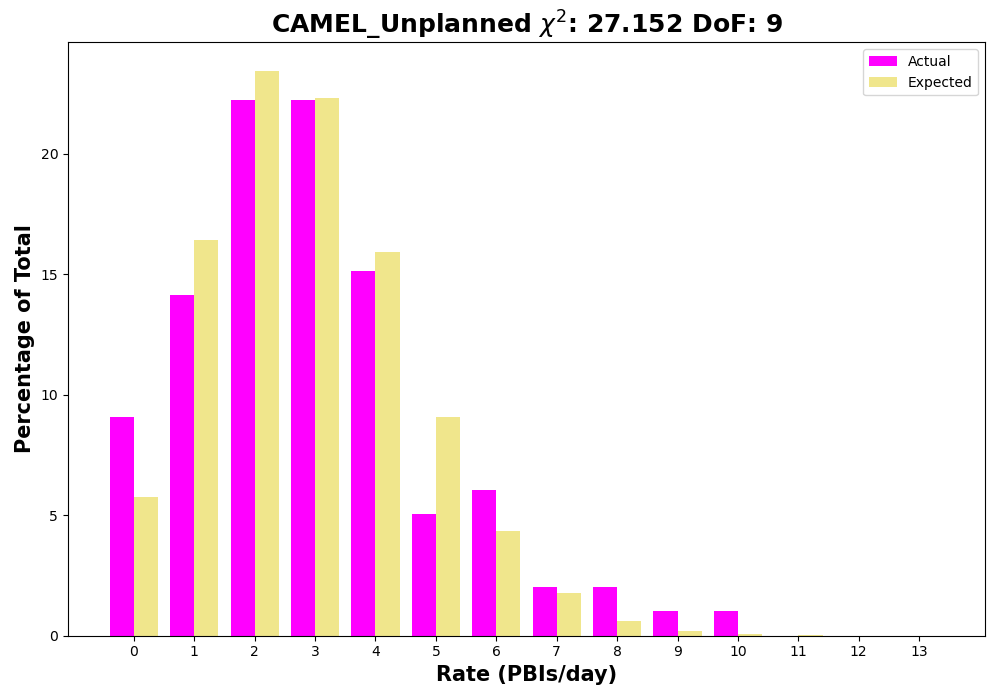 CAMEL_Unplanned χ²: 27.152 DoF: 9
Actual
Expected
Percentage of Total
20
15
10
5
0
0 1 2 3 4 5 6 7 8 9 10 11 12 13
Rate (PBIs/day)